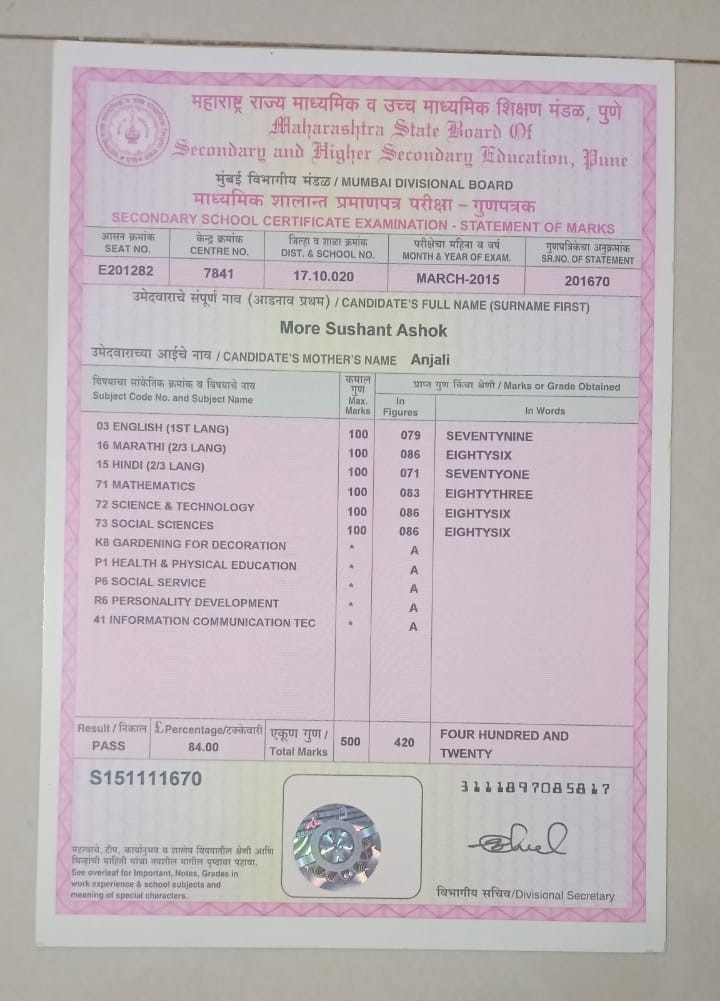 महाराष्ट्र राज्य माध्यमिक व उच्च माध्यमिक शिक्षण मंडळ, पुणे
Maharashtra State Board Of
Secondary and Higher Secondary Education, Pune
मुंबई विभागीय मंडळ / MUMBAI DIVISIONAL BOARD
माध्यमिक शालान्त प्रमाणपत्र परीक्षा – गुणपत्रक
SECONDARY SCHOOL CERTIFICATE EXAMINATION - STATEMENT OF MARKS
आसन क्रमांक केन्द्र क्रमांक जिल्हा व शाळा क्रमांक परीक्षेचा महिना व वर्ष गुणपत्रिकेचा अनुक्रमांक
SEAT NO. CENTRE NO. DIST. & SCHOOL NO. MONTH & YEAR OF EXAM. SR.NO. OF STATEMENT
E201282 7841 17.10.020 MARCH-2015 201670
उमेदवाराचे संपूर्ण नाव (आडनाव प्रथम) / CANDIDATE'S FULL NAME (SURNAME FIRST)
More Sushant Ashok
उमेदवाराच्या आईचे नाव / CANDIDATE'S MOTHER'S NAME Anjali
विषयाचा सांकेतिक क्रमांक व विषयाचे नाव कमाल गुण प्राप्त गुण किंवा श्रेणी / Marks or Grade Obtained
Subject Code No. and Subject Name Max. Marks In Figures In Words
03 ENGLISH (1ST LANG) 100 079 SEVENTYNINE
16 MARATHI (2/3 LANG) 100 086 EIGHTYSIX
15 HINDI (2/3 LANG) 100 071 SEVENTYONE
71 MATHEMATICS 100 083 EIGHTYTHREE
72 SCIENCE & TECHNOLOGY 100 086 EIGHTYSIX
73 SOCIAL SCIENCES 100 086 EIGHTYSIX
K8 GARDENING FOR DECORATION * A
P1 HEALTH & PHYSICAL EDUCATION * A
P6 SOCIAL SERVICE * A
R6 PERSONALITY DEVELOPMENT * A
41 INFORMATION COMMUNICATION TEC * A
Result / निकाल £ Percentage/टक्केवारी एकूण गुण / 500 420 FOUR HUNDRED AND
PASS 84.00 Total Marks TWENTY
S151111670
3111897085817
महत्वाचे, टीप, कार्यानुभव व शालेय विषयातील श्रेणी आणि
चिन्हांची माहिती यांचा तपशील मागील पृष्ठावर पहावा.
See overleaf for Important, Notes, Grades in
work experience & school subjects and
meaning of special characters.
विभागीय सचिव/Divisional Secretary